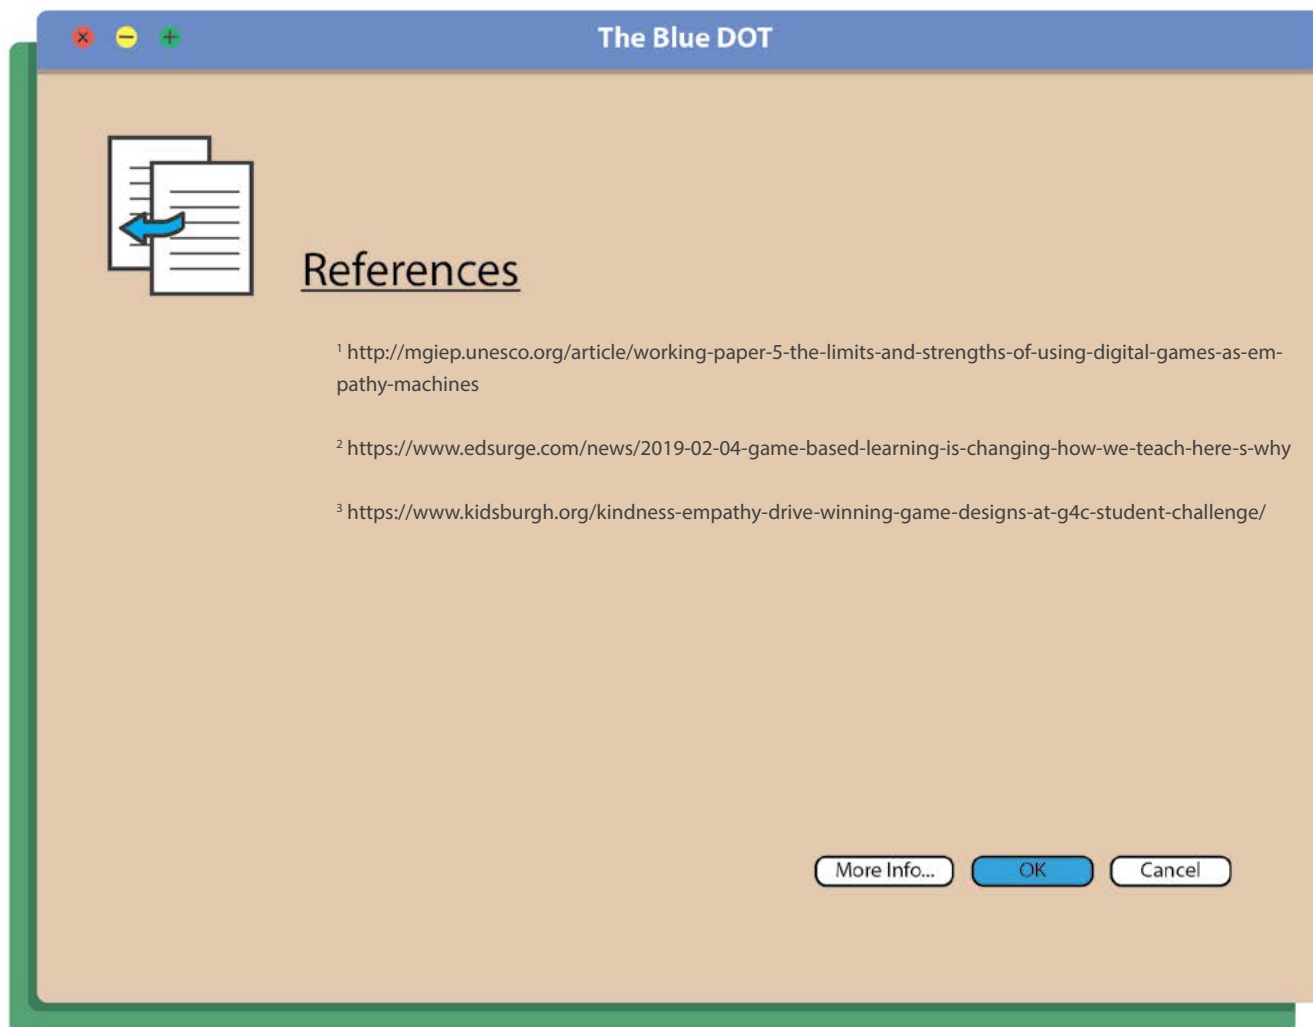 The Blue DOT
References
¹ http://mgiep.unesco.org/article/working-paper-5-the-limits-and-strengths-of-using-digital-games-as-em-
pathy-machines
² https://www.edsurge.com/news/2019-02-04-game-based-learning-is-changing-how-we-teach-here-s-why
³ https://www.kidsburgh.org/kindness-empathy-drive-winning-game-designs-at-g4c-student-challenge/
More Info... OK Cancel